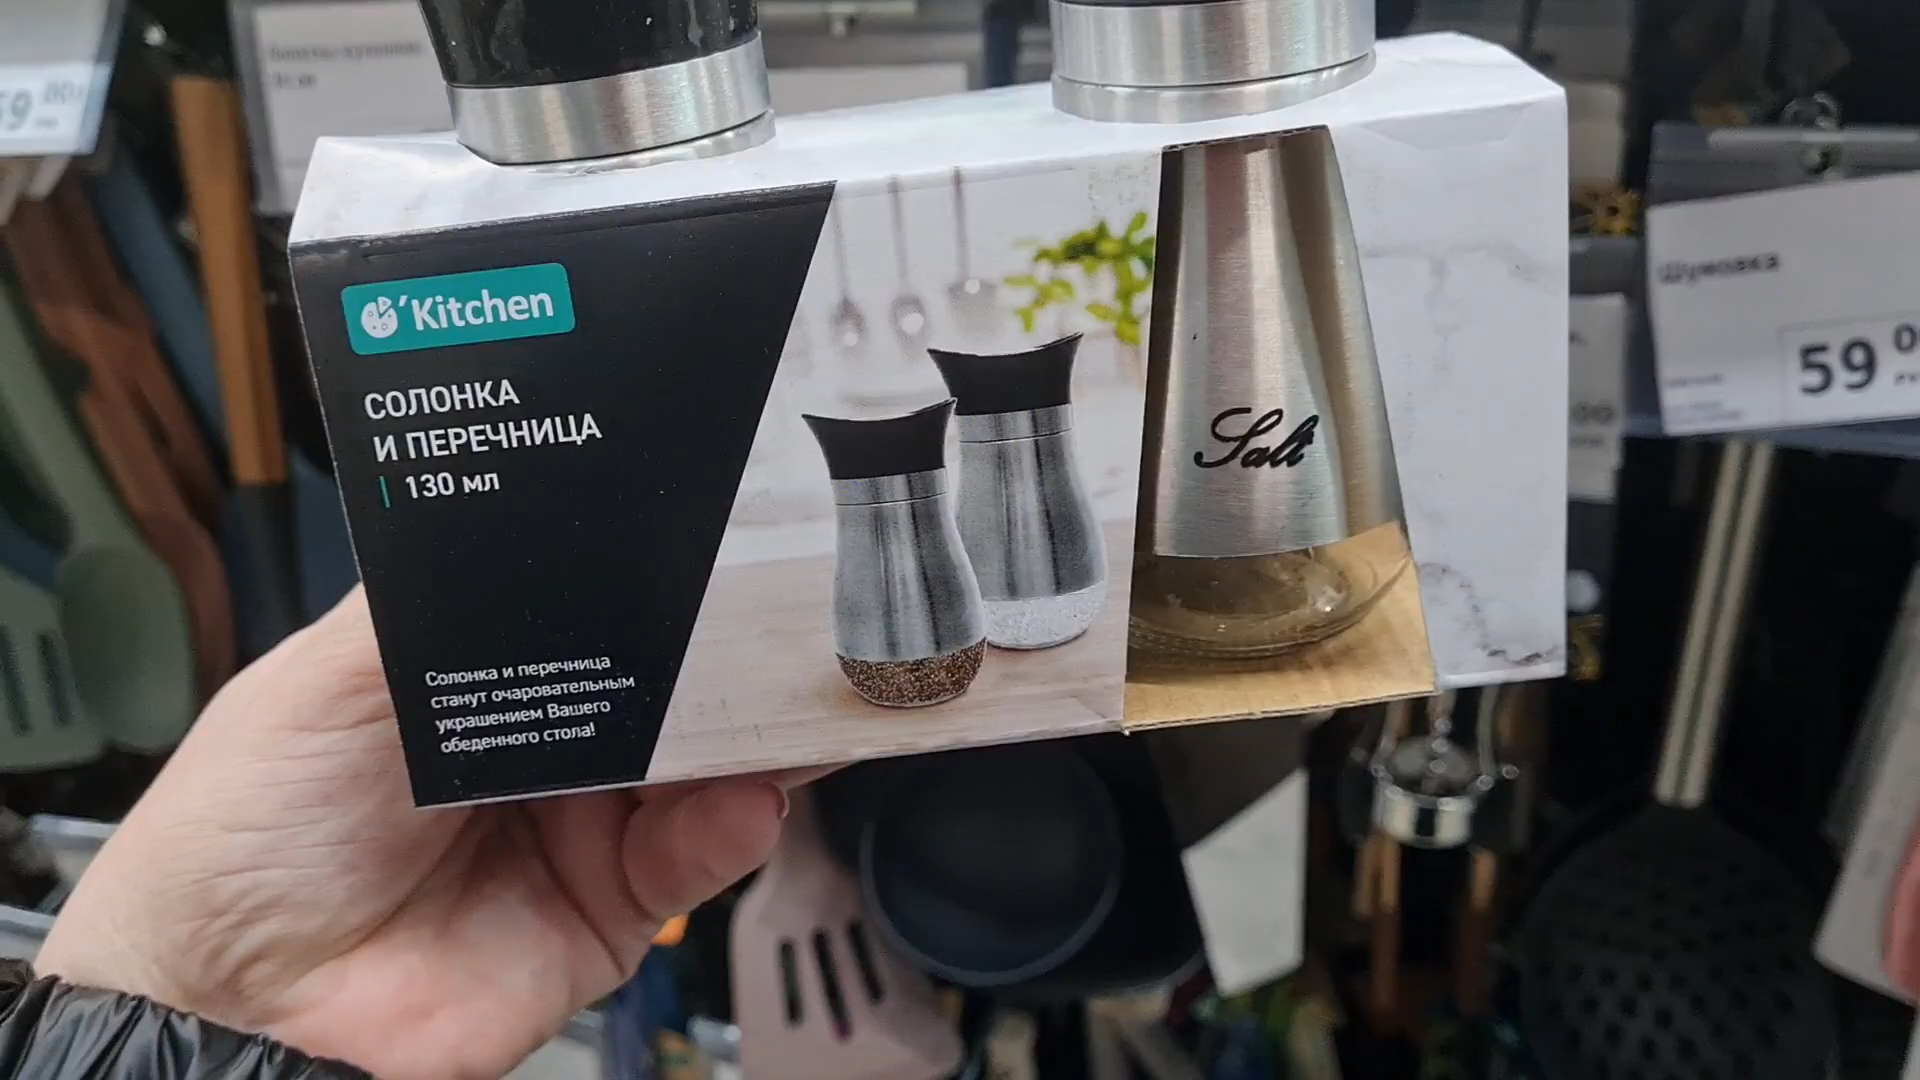 'Kitchen
СОЛОНКА
И ПЕРЕЧНИЦА
130 мл
Солонка и перечница
станут очаровательным
украшением Вашего
обеденного стола!
Salt
Шумовка
59